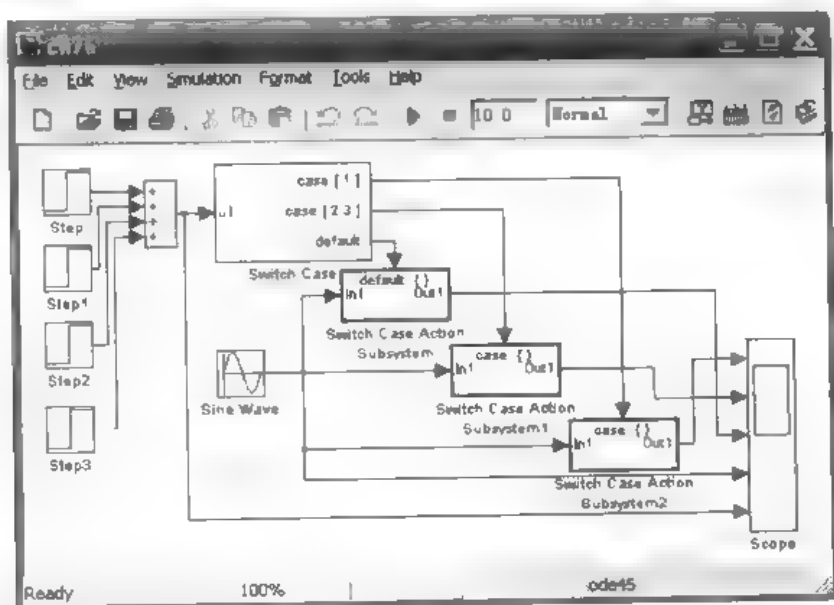 File Edit View Simulation Format Tools Help
10 0 Normal
Step
Step1
Step2
Step3
+
+
+
+
u1
case [1]
case [2 3]
default
Switch Case
default {}
In1 Out1
Switch Case Action
Subsystem
case {}
In1 Out1
Switch Case Action
Subsystem1
case {}
In1 Out1
Switch Case Action
Subsystem2
Sine Wave
Scope
Ready 100% ode45